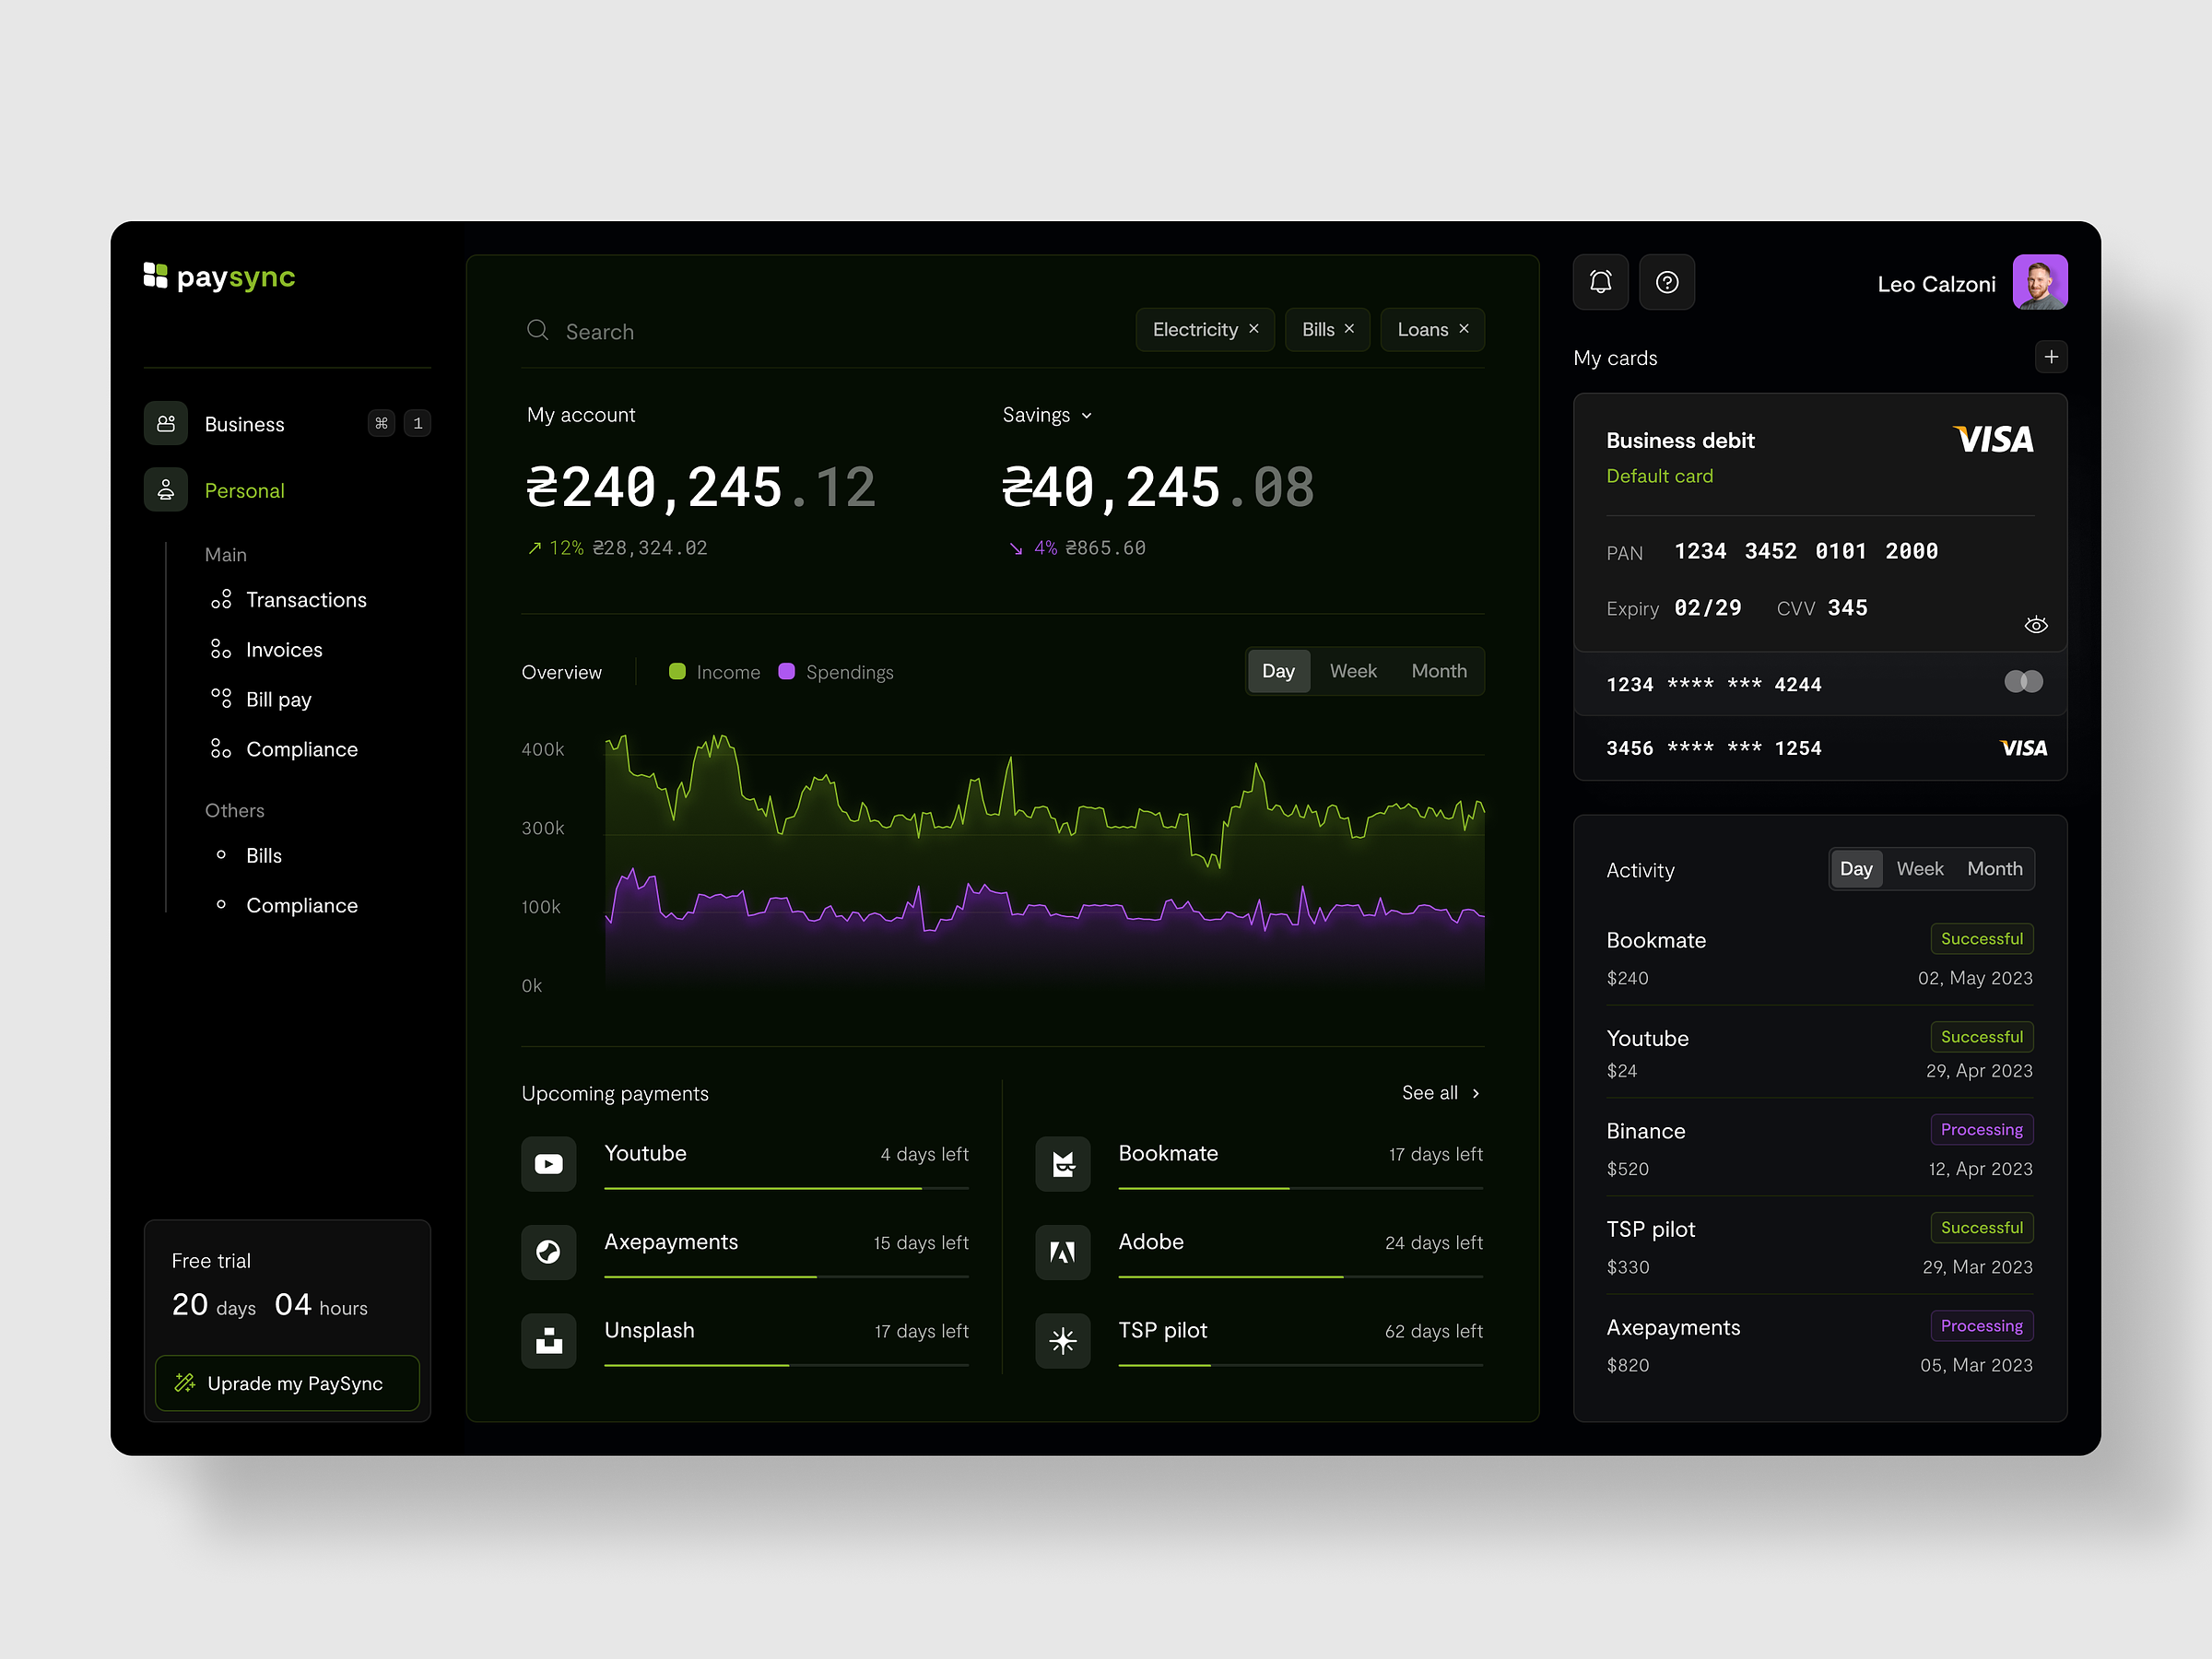 paysync
Business ⌘ 1
Personal
Main
Transactions
Invoices
Bill pay
Compliance
Others
Bills
Compliance
Free trial
20 days 04 hours
Uprade my PaySync
Search
Electricity × Bills × Loans ×
My account
₴240,245.12
↗ 12% ₴28,324.02
Savings
₴40,245.08
↘ 4% ₴865.60
Overview Income Spendings
Day Week Month
400k
300k
100k
0k
Upcoming payments
See all
Youtube 4 days left
Axepayments 15 days left
Unsplash 17 days left
Bookmate 17 days left
Adobe 24 days left
TSP pilot 62 days left
Leo Calzoni
My cards +
Business debit VISA
Default card
PAN 1234 3452 0101 2000
Expiry 02/29 CVV 345
1234 **** *** 4244
3456 **** *** 1254 VISA
Activity Day Week Month
Bookmate Successful
$240 02, May 2023
Youtube Successful
$24 29, Apr 2023
Binance Processing
$520 12, Apr 2023
TSP pilot Successful
$330 29, Mar 2023
Axepayments Processing
$820 05, Mar 2023